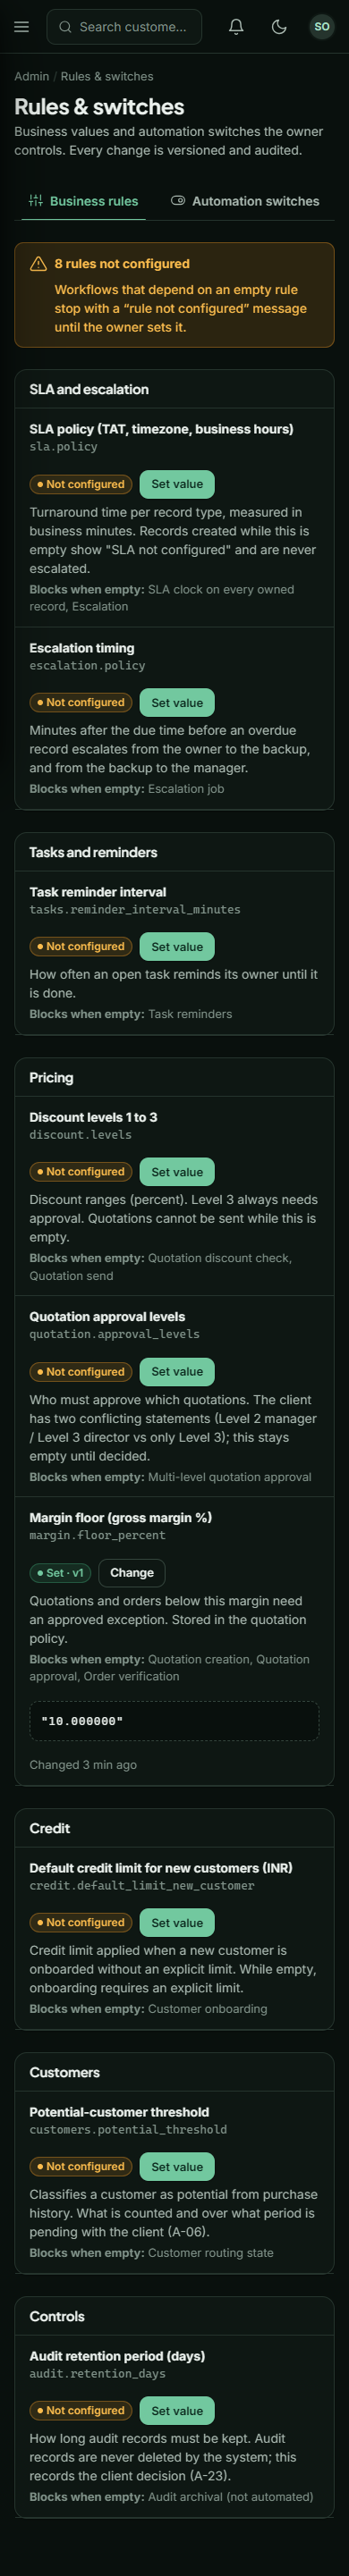 Search custome...
SO
Admin / Rules & switches
Rules & switches
Business values and automation switches the owner
controls. Every change is versioned and audited.
Business rules
Automation switches
8 rules not configured
Workflows that depend on an empty rule
stop with a “rule not configured” message
until the owner sets it.
SLA and escalation
SLA policy (TAT, timezone, business hours)
sla.policy
Not configured
Set value
Turnaround time per record type, measured in
business minutes. Records created while this is
empty show "SLA not configured" and are never
escalated.
Blocks when empty: SLA clock on every owned
record, Escalation
Escalation timing
escalation.policy
Not configured
Set value
Minutes after the due time before an overdue
record escalates from the owner to the backup,
and from the backup to the manager.
Blocks when empty: Escalation job
Tasks and reminders
Task reminder interval
tasks.reminder_interval_minutes
Not configured
Set value
How often an open task reminds its owner until it
is done.
Blocks when empty: Task reminders
Pricing
Discount levels 1 to 3
discount.levels
Not configured
Set value
Discount ranges (percent). Level 3 always needs
approval. Quotations cannot be sent while this is
empty.
Blocks when empty: Quotation discount check,
Quotation send
Quotation approval levels
quotation.approval_levels
Not configured
Set value
Who must approve which quotations. The client
has two conflicting statements (Level 2 manager
/ Level 3 director vs only Level 3); this stays
empty until decided.
Blocks when empty: Multi-level quotation approval
Margin floor (gross margin %)
margin.floor_percent
Set · v1
Change
Quotations and orders below this margin need
an approved exception. Stored in the quotation
policy.
Blocks when empty: Quotation creation, Quotation
approval, Order verification
"10.000000"
Changed 3 min ago
Credit
Default credit limit for new customers (INR)
credit.default_limit_new_customer
Not configured
Set value
Credit limit applied when a new customer is
onboarded without an explicit limit. While empty,
onboarding requires an explicit limit.
Blocks when empty: Customer onboarding
Customers
Potential-customer threshold
customers.potential_threshold
Not configured
Set value
Classifies a customer as potential from purchase
history. What is counted and over what period is
pending with the client (A-06).
Blocks when empty: Customer routing state
Controls
Audit retention period (days)
audit.retention_days
Not configured
Set value
How long audit records must be kept. Audit
records are never deleted by the system; this
records the client decision (A-23).
Blocks when empty: Audit archival (not automated)